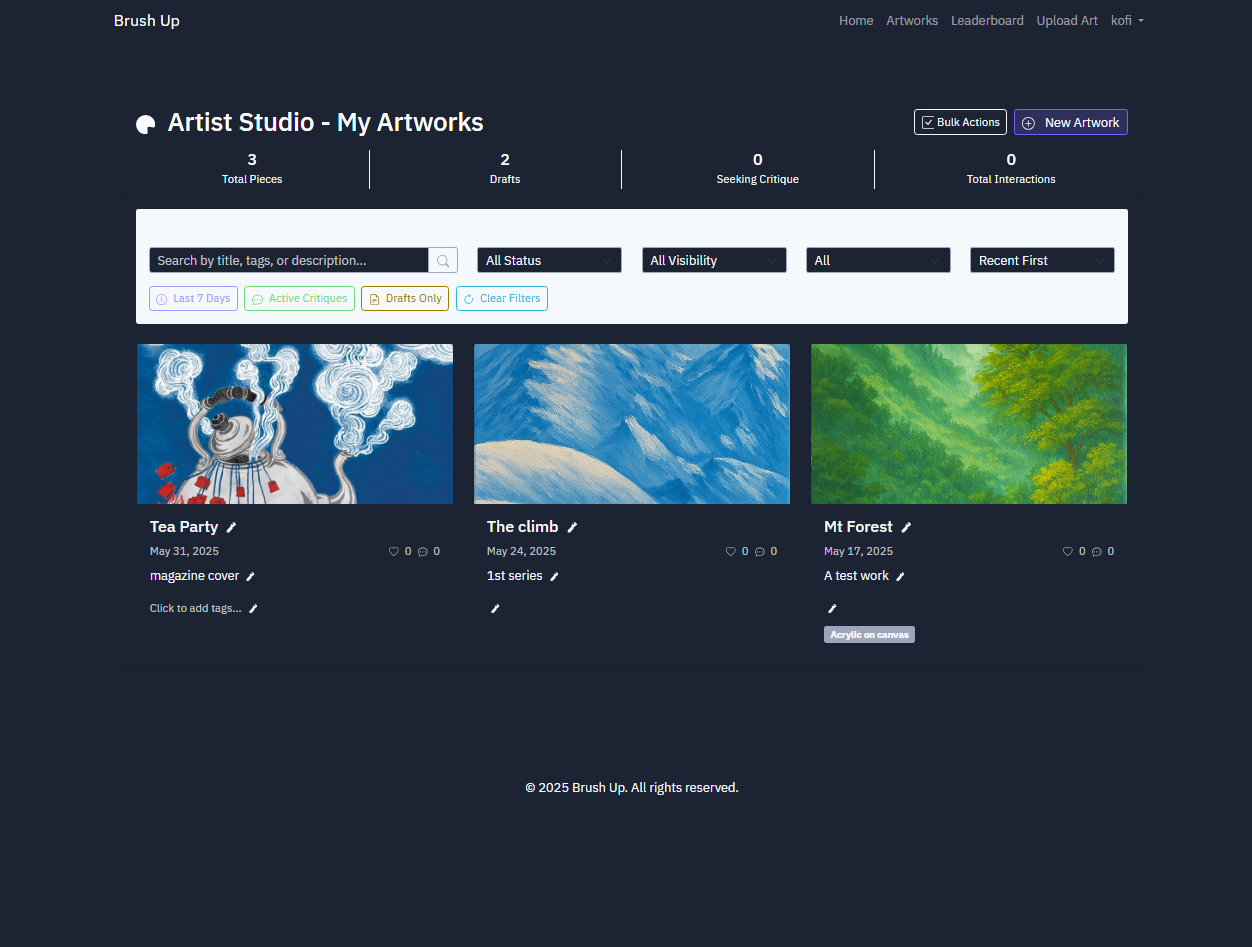 Brush Up
Home Artworks Leaderboard Upload Art kofi
Artist Studio - My Artworks
Bulk Actions New Artwork
3 2 0 0
Total Pieces Drafts Seeking Critique Total Interactions
Search by title, tags, or description... All Status All Visibility All Recent First
Last 7 Days Active Critiques Drafts Only Clear Filters
Tea Party The climb Mt Forest
May 31, 2025 0 0 May 24, 2025 0 0 May 17, 2025 0 0
magazine cover 1st series A test work
Click to add tags...
Acrylic on canvas
© 2025 Brush Up. All rights reserved.